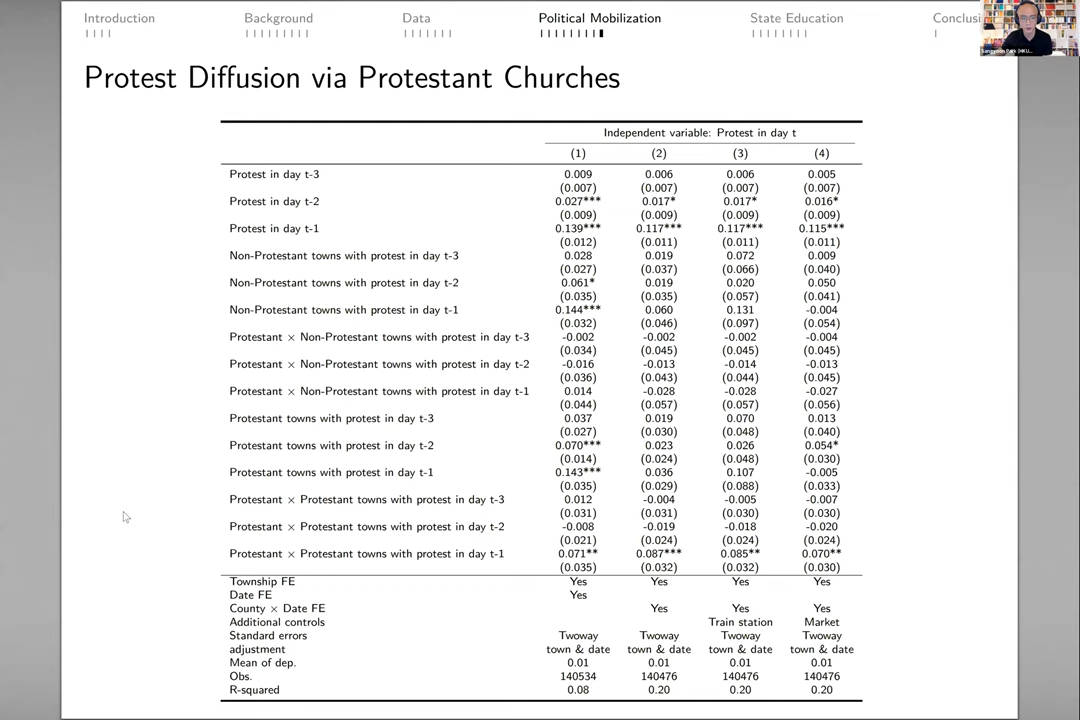 Introduction Background Data Political Mobilization State Education Conclusi
Protest Diffusion via Protestant Churches
Independent variable: Protest in day t
(1) (2) (3) (4)
Protest in day t-3 0.009 0.006 0.006 0.005
(0.007) (0.007) (0.007) (0.007)
Protest in day t-2 0.027*** 0.017* 0.017* 0.016*
(0.009) (0.009) (0.009) (0.009)
Protest in day t-1 0.139*** 0.117*** 0.117*** 0.115***
(0.012) (0.011) (0.011) (0.011)
Non-Protestant towns with protest in day t-3 0.028 0.019 0.072 0.009
(0.027) (0.037) (0.066) (0.040)
Non-Protestant towns with protest in day t-2 0.061* 0.019 0.020 0.050
(0.035) (0.035) (0.057) (0.041)
Non-Protestant towns with protest in day t-1 0.144*** 0.060 0.131 -0.004
(0.032) (0.046) (0.097) (0.054)
Protestant × Non-Protestant towns with protest in day t-3 -0.002 -0.002 -0.002 -0.004
(0.034) (0.045) (0.045) (0.045)
Protestant × Non-Protestant towns with protest in day t-2 -0.016 -0.013 -0.014 -0.013
(0.036) (0.043) (0.044) (0.045)
Protestant × Non-Protestant towns with protest in day t-1 0.014 -0.028 -0.028 -0.027
(0.044) (0.057) (0.057) (0.056)
Protestant towns with protest in day t-3 0.037 0.019 0.070 0.013
(0.027) (0.030) (0.048) (0.040)
Protestant towns with protest in day t-2 0.070*** 0.023 0.026 0.054*
(0.014) (0.024) (0.048) (0.030)
Protestant towns with protest in day t-1 0.143*** 0.036 0.107 -0.005
(0.035) (0.029) (0.088) (0.033)
Protestant × Protestant towns with protest in day t-3 0.012 -0.004 -0.005 -0.007
(0.031) (0.031) (0.030) (0.030)
Protestant × Protestant towns with protest in day t-2 -0.008 -0.019 -0.018 -0.020
(0.021) (0.024) (0.024) (0.024)
Protestant × Protestant towns with protest in day t-1 0.071** 0.087*** 0.085** 0.070**
(0.035) (0.032) (0.032) (0.030)
Township FE Yes Yes Yes Yes
Date FE Yes
County × Date FE Yes Yes Yes
Additional controls Train station Market
Standard errors Twoway Twoway Twoway Twoway
adjustment town & date town & date town & date town & date
Mean of dep. 0.01 0.01 0.01 0.01
Obs. 140534 140476 140476 140476
R-squared 0.08 0.20 0.20 0.20